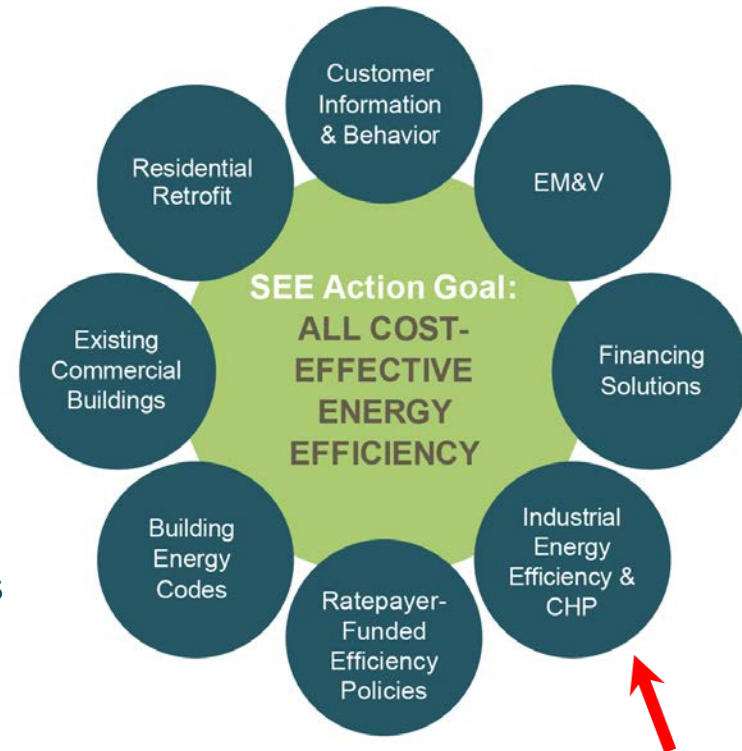 Customer
Information
& Behavior
EM&V
Financing
Solutions
Industrial
Energy
Efficiency &
CHP
Ratepayer-
Funded
Efficiency
Policies
Building
Energy
Codes
Existing
Commercial
Buildings
Residential
Retrofit
SEE Action Goal:
ALL COST-
EFFECTIVE
ENERGY
EFFICIENCY
s